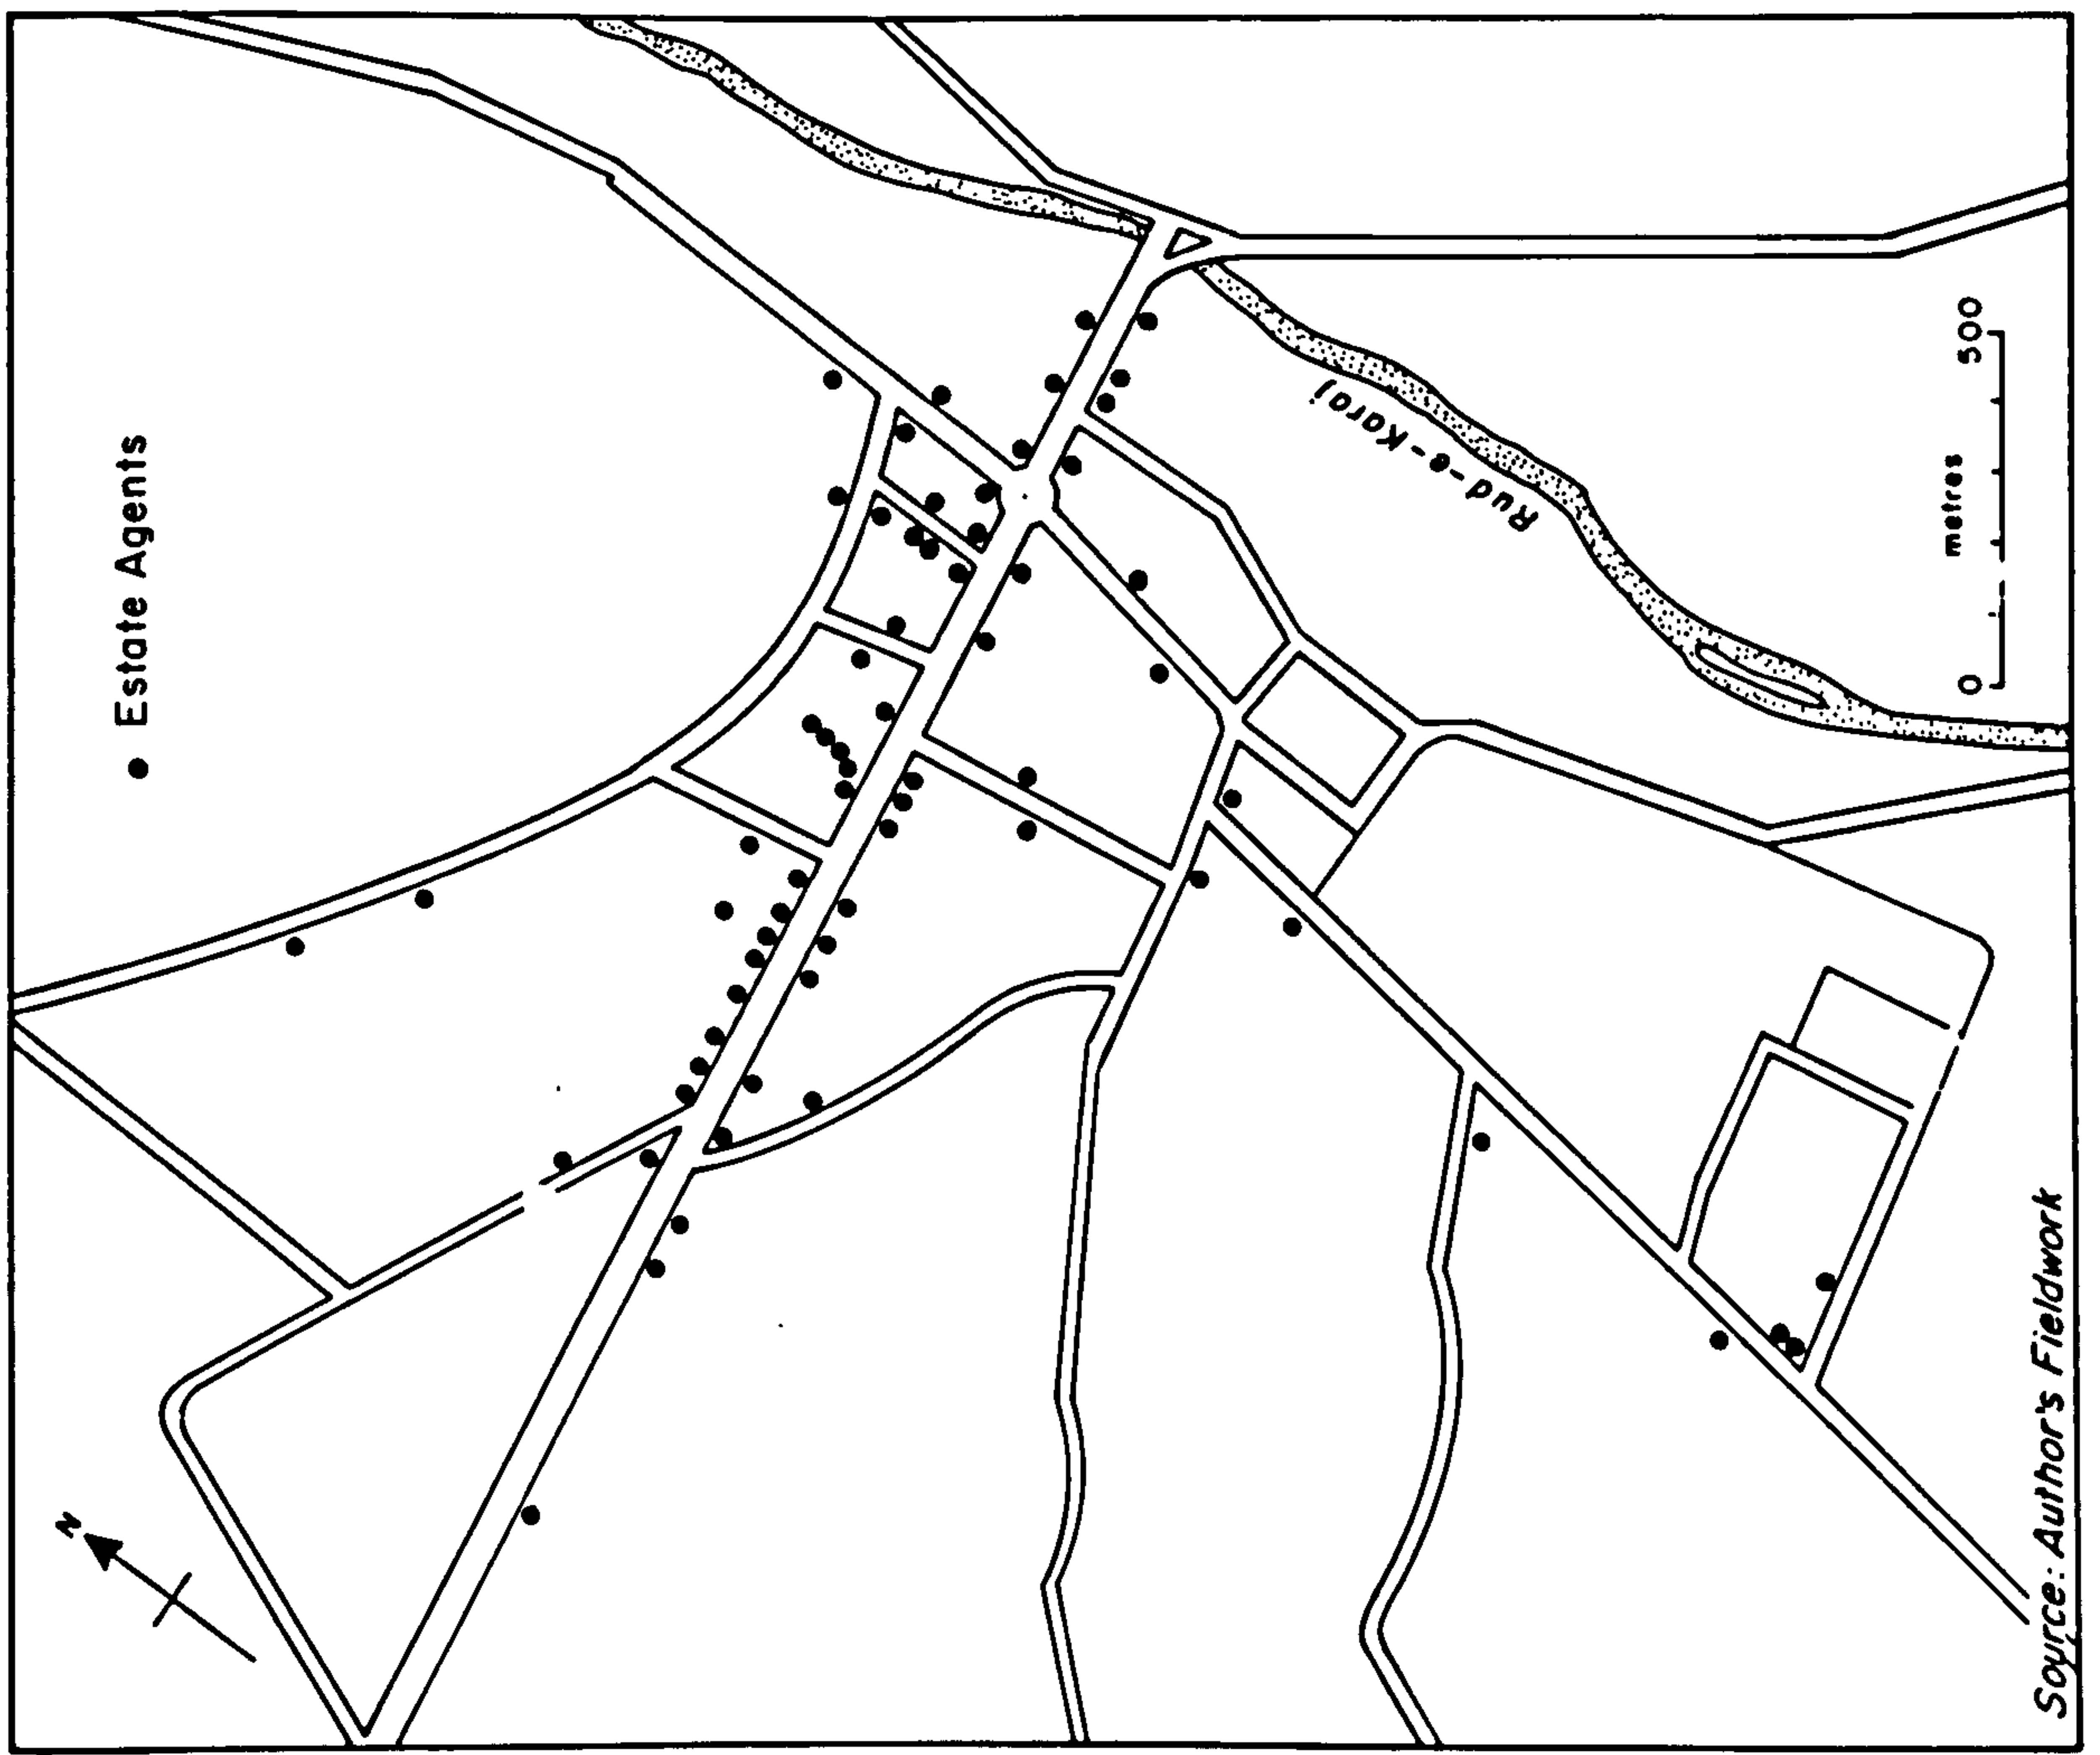 ● Estate Agents
N
Rud-e-Karaj
metres
0 500
Source: Author's Fieldwork